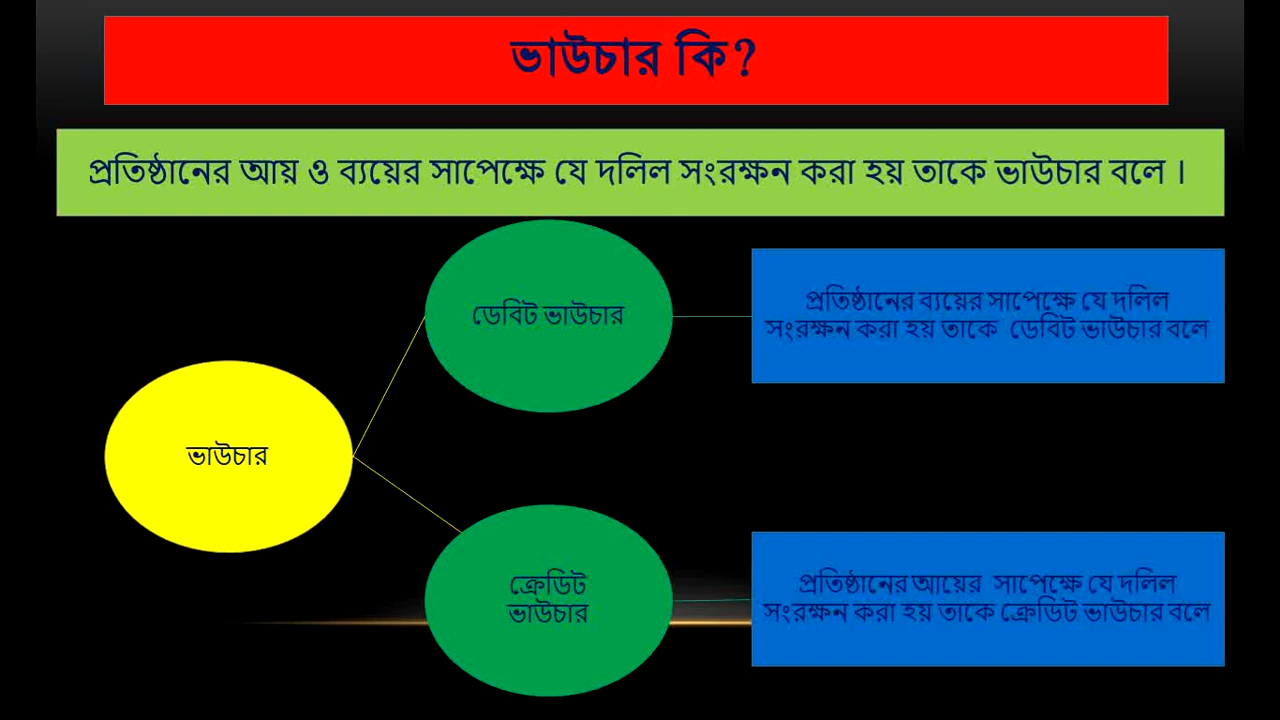 ভাউচার কি?
প্রতিষ্ঠানের আয় ও ব্যয়ের সাপেক্ষে যে দলিল সংরক্ষন করা হয় তাকে ভাউচার বলে ।
ডেবিট ভাউচার
প্রতিষ্ঠানের ব্যয়ের সাপেক্ষে যে দলিল
সংরক্ষন করা হয় তাকে ডেবিট ভাউচার বলে
ভাউচার
ক্রেডিট
ভাউচার
প্রতিষ্ঠানের আয়ের সাপেক্ষে যে দলিল
সংরক্ষন করা হয় তাকে ক্রেডিট ভাউচার বলে